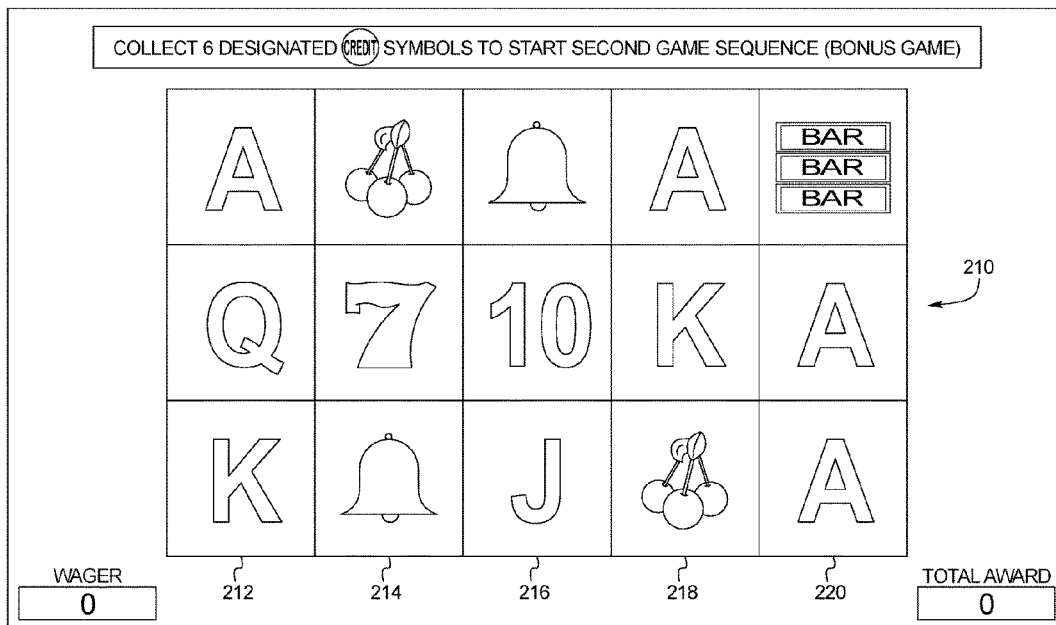 COLLECT 6 DESIGNATED CREDIT SYMBOLS TO START SECOND GAME SEQUENCE (BONUS GAME)
A A BAR
BAR
BAR
Q 7 10 K A
210
K J A
212 214 216 218 220
WAGER
0
TOTAL AWARD
0